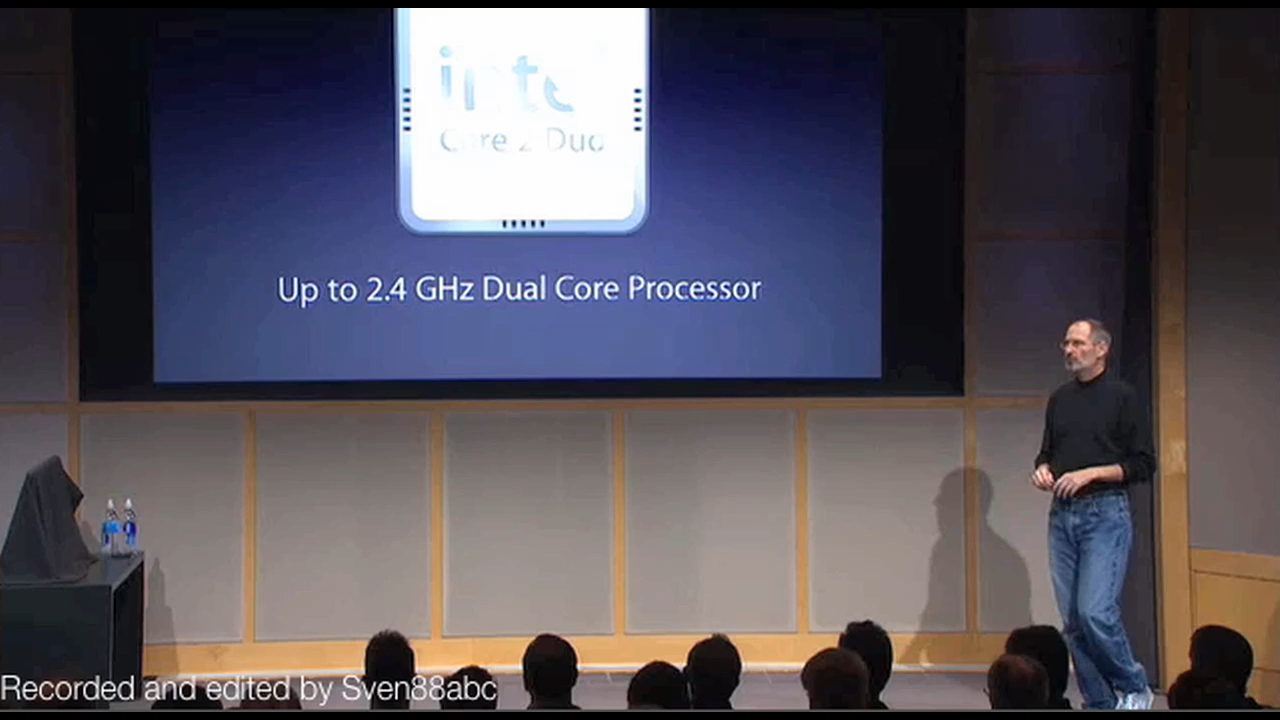 intel
Core 2 Duo
Up to 2.4 GHz Dual Core Processor
Recorded and edited by Sven88abc